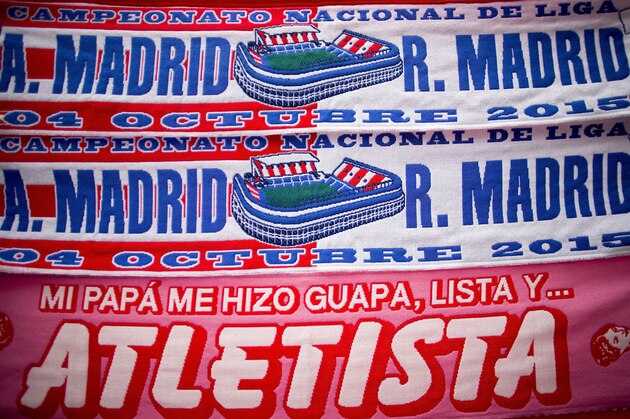 CAMPEONATO NACIONAL DE LIGA
A. MADRID R. MADRID
04 OCTUBRE 2015
CAMPEONATO NACIONAL DE LIGA
A. MADRID R. MADRID
04 OCTUBRE 2015
MI PAPÁ ME HIZO GUAPA, LISTA Y...
ATLETISTA